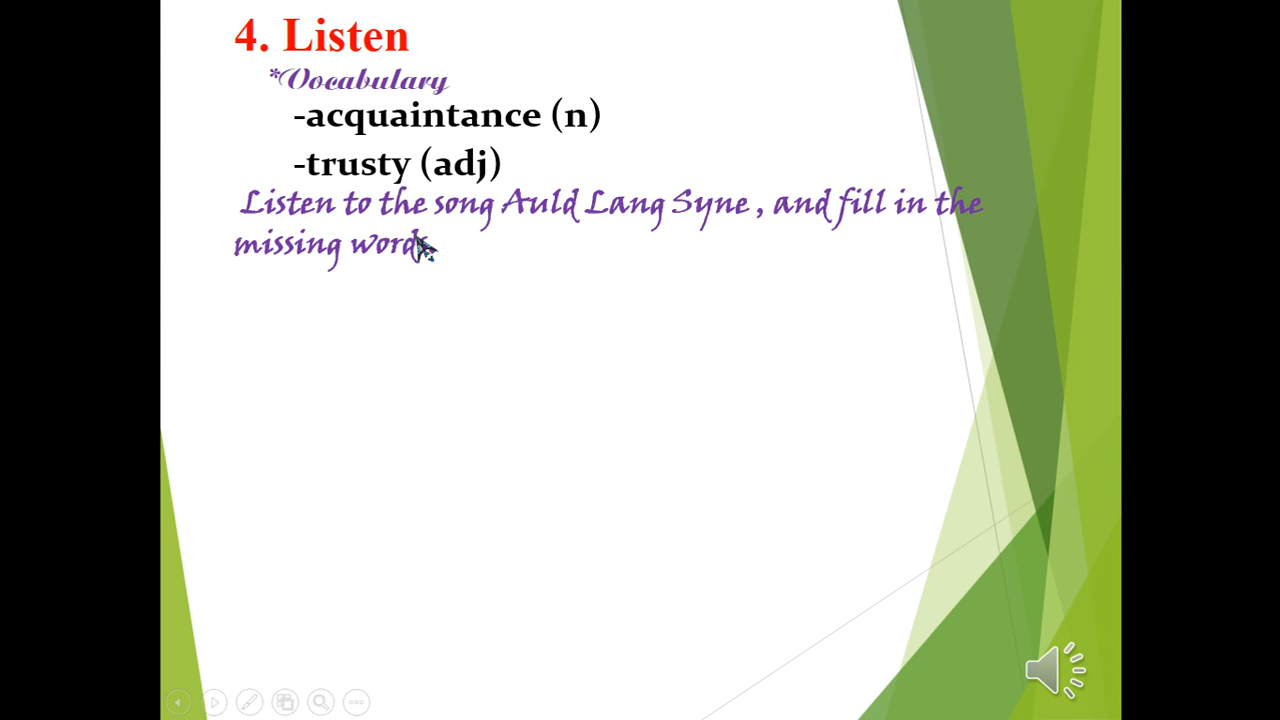 4. Listen
*Vocabulary
-acquaintance (n)
-trusty (adj)
Listen to the song Auld Lang Syne , and fill in the
missing words